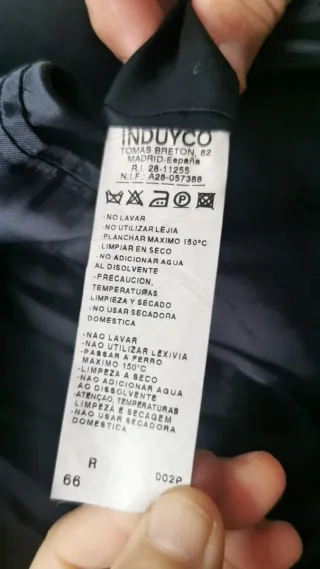 INDUYCO
TOMAS BRETON, 62
MADRID-España
R.I. 28-11255
N.I.F.: A28-057388
P
-NO LAVAR
-NO UTILIZAR LEJIA
-PLANCHAR MAXIMO 150ºC
-LIMPIAR EN SECO
-NO ADICIONAR AGUA
AL DISOLVENTE
-PRECAUCION,
TEMPERATURAS
LIMPIEZA Y SECADO
-NO USAR SECADORA
DOMESTICA
-NAO LAVAR
-NAO UTILIZAR LEXIVIA
-PASSAR A FERRO
MAXIMO 150ºC
-LIMPEZA A SECO
-NAO ADICIONAR AGUA
AO DISSOLVENTE
-ATENÇAO, TEMPERATURAS
LIMPEZA E SECAGEM
-NAO USAR SECADORA
DOMESTICA
R
66 002P